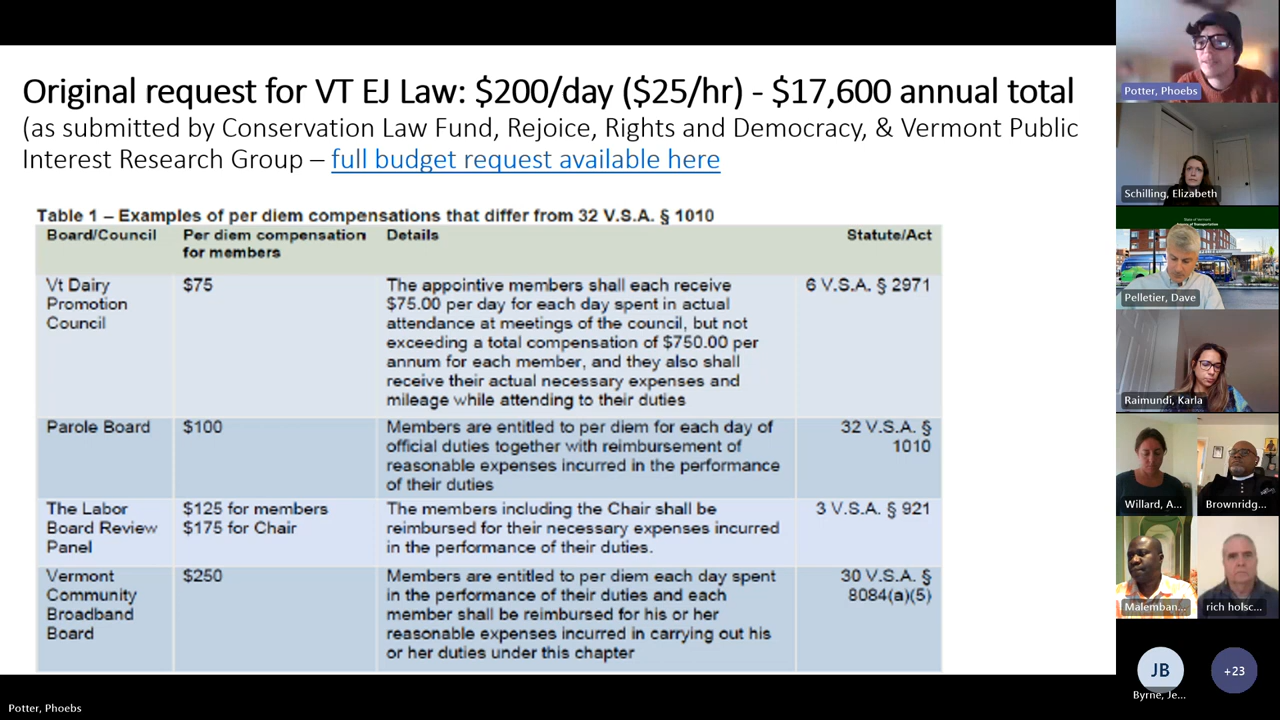 Original request for VT EJ Law: $200/day ($25/hr) - $17,600 annual total
(as submitted by Conservation Law Fund, Rejoice, Rights and Democracy, & Vermont Public
Interest Research Group – full budget request available here
Table 1 – Examples of per diem compensations that differ from 32 V.S.A. § 1010
Board/Council Per diem compensation for members Details Statute/Act
Vt Dairy
Promotion
Council
$75
The appointive members shall each receive
$75.00 per day for each day spent in actual
attendance at meetings of the council, but not
exceeding a total compensation of $750.00 per
annum for each member, and they also shall
receive their actual necessary expenses and
mileage while attending to their duties
6 V.S.A. § 2971
Parole Board
$100
Members are entitled to per diem for each day of
official duties together with reimbursement of
reasonable expenses incurred in the performance
of their duties
32 V.S.A. §
1010
The Labor
Board Review
Panel
$125 for members
$175 for Chair
The members including the Chair shall be
reimbursed for their necessary expenses incurred
in the performance of their duties.
3 V.S.A. § 921
Vermont
Community
Broadband
Board
$250
Members are entitled to per diem each day spent
in the performance of their duties and each
member shall be reimbursed for his or her
reasonable expenses incurred in carrying out his
or her duties under this chapter
30 V.S.A. §
8084(a)(5)
Potter, Phoebs
Schilling, Elizabeth
State of Vermont
Agency of Transportation
Pelletier, Dave
Raimundi, Karla
Willard, A...
Brownridg...
Malemban...
rich holsc...
JB
Byrne, Je...
+23
Potter, Phoebs